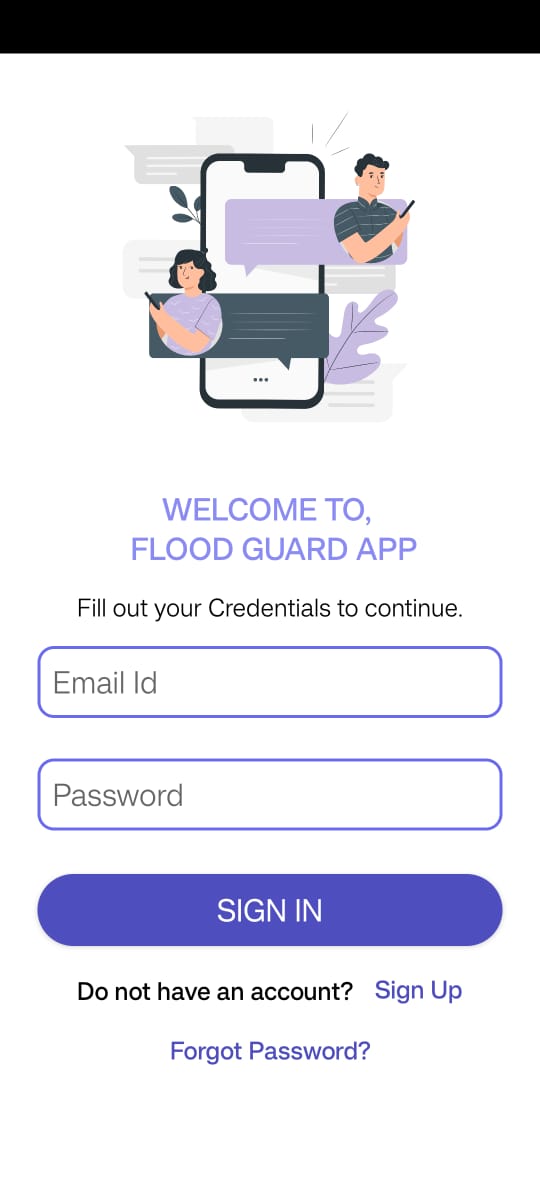 WELCOME TO,
FLOOD GUARD APP
Fill out your Credentials to continue.
Email Id
Password
SIGN IN
Do not have an account? Sign Up
Forgot Password?